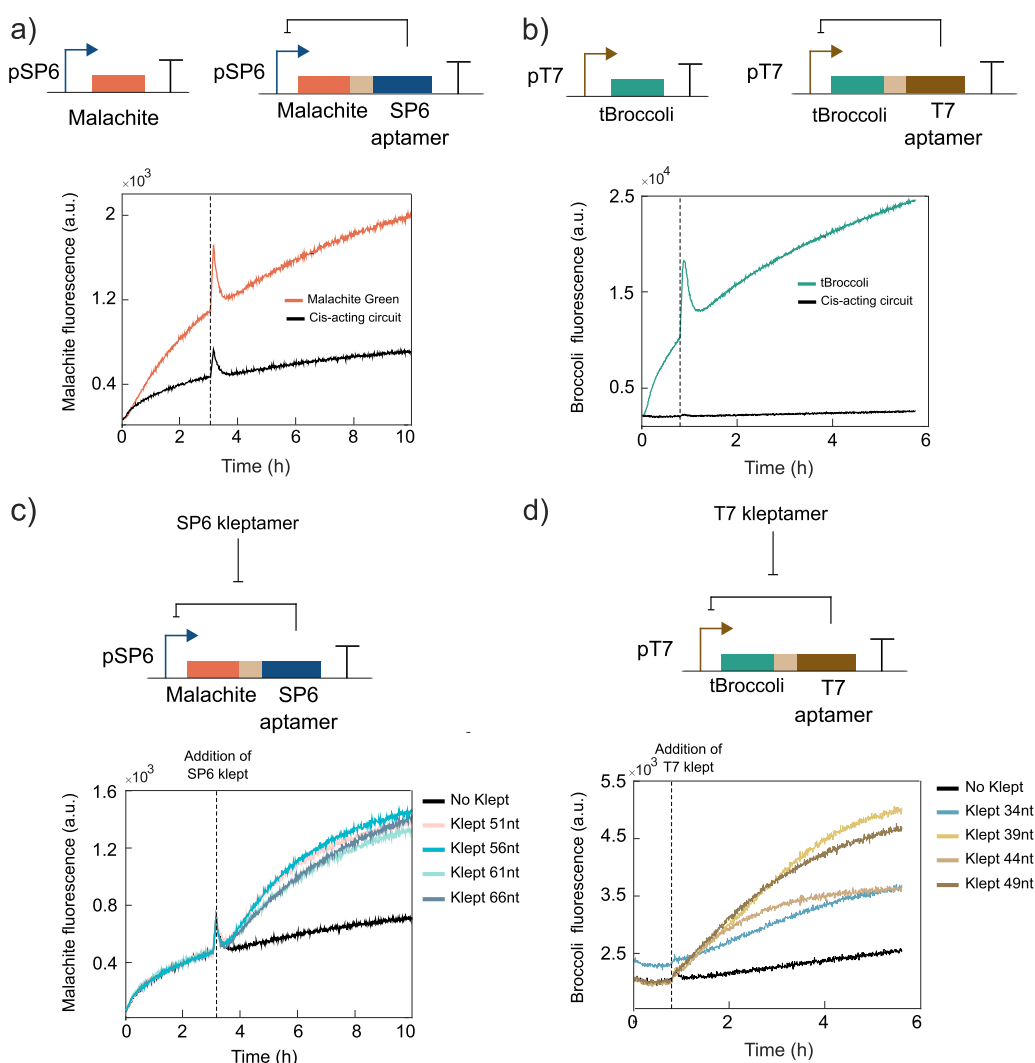 a)
pSP6
Malachite
pSP6
Malachite
SP6
aptamer
×10³
Malachite fluorescence (a.u.)
2
1.2
0.4
Malachite Green
Cis-acting circuit
0
2
4
6
8
10
Time (h)
b)
pT7
tBroccoli
pT7
tBroccoli
T7
aptamer
×10⁴
Broccoli fluorescence (a.u.)
2.5
1.5
0.5
tBroccoli
Cis-acting circuit
0
2
4
6
Time (h)
c)
SP6 kleptamer
pSP6
Malachite
SP6
aptamer
Addition of
SP6 klept
×10³
Malachite fluorescence (a.u.)
1.6
1.2
0.8
0.4
No Klept
Klept 51nt
Klept 56nt
Klept 61nt
Klept 66nt
0
2
4
6
8
10
Time (h)
d)
T7 kleptamer
pT7
tBroccoli
T7
aptamer
Addition of
T7 klept
×10³
Broccoli fluorescence (a.u.)
5.5
4.5
3.5
2.5
No Klept
Klept 34nt
Klept 39nt
Klept 44nt
Klept 49nt
0
2
4
6
Time (h)